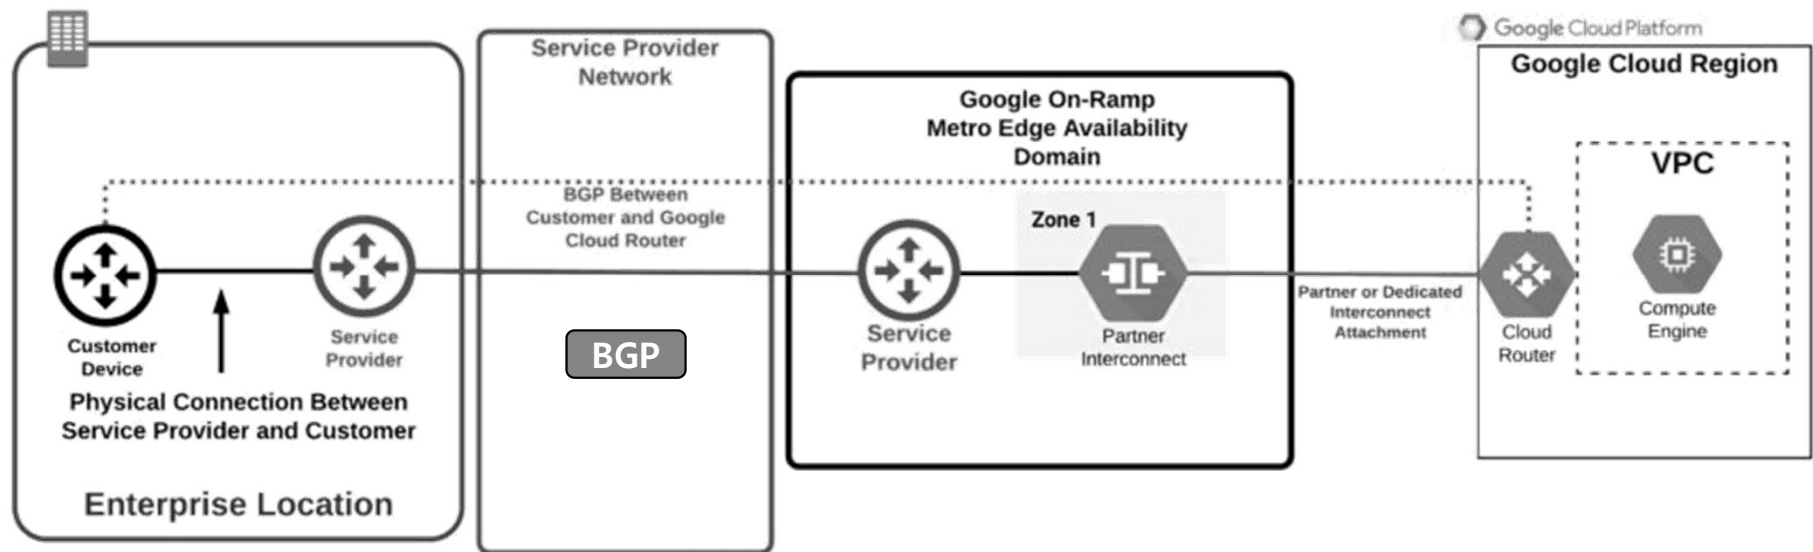 Google Cloud Platform
Google Cloud Region
Service Provider
Network
Google On-Ramp
Metro Edge Availability
Domain
VPC
BGP Between
Customer and Google
Cloud Router
Zone 1
Customer
Device
Service
Provider
Physical Connection Between
Service Provider and Customer
Enterprise Location
BGP
Service
Provider
Partner
Interconnect
Partner or Dedicated
Interconnect
Attachment
Cloud
Router
Compute
Engine